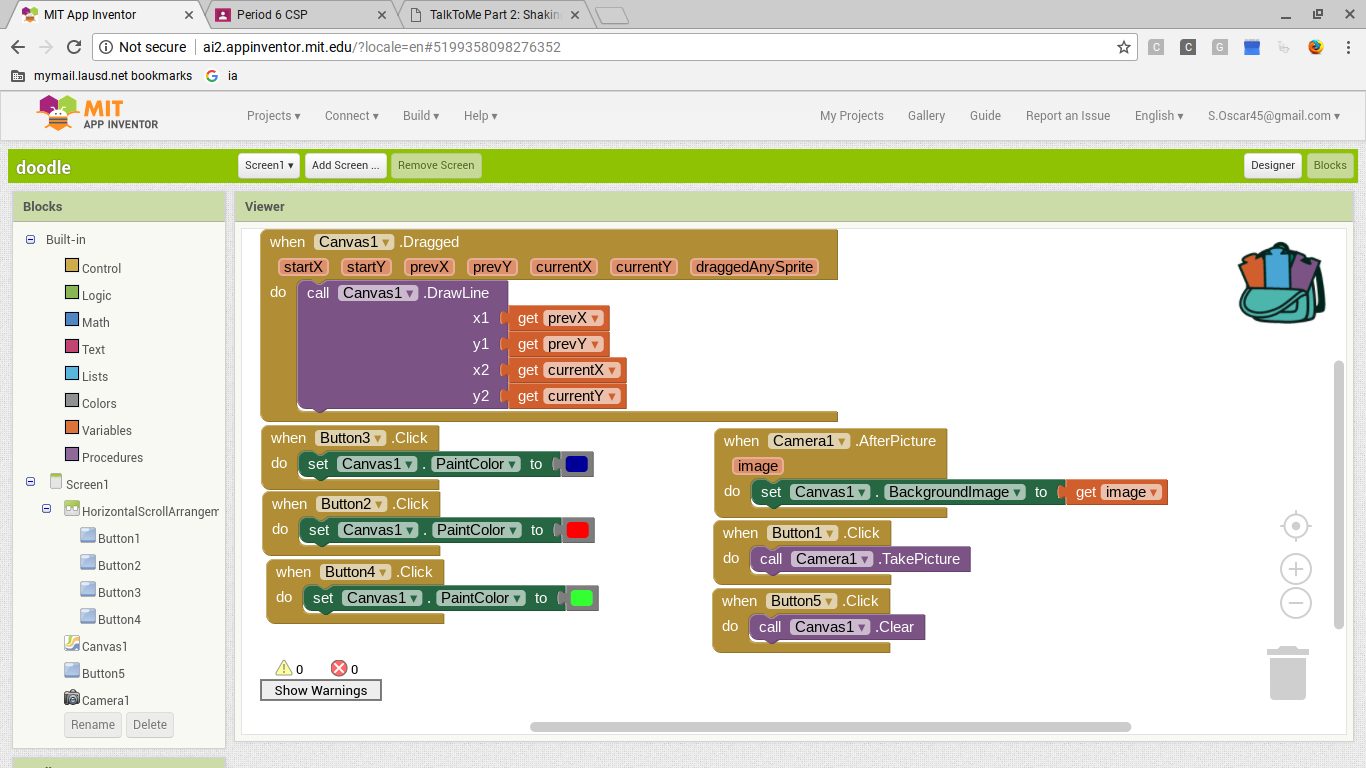 MIT App Inventor
Period 6 CSP
TalkToMe Part 2: Shakin
Not secure ai2.appinventor.mit.edu/?locale=en#5199358098276352
mymail.lausd.net bookmarks ia
MIT
APP INVENTOR
Projects ▾ Connect ▾ Build ▾ Help ▾ My Projects Gallery Guide Report an Issue English ▾ S.Oscar45@gmail.com ▾
doodle Screen1 ▾ Add Screen ... Remove Screen Designer Blocks
Blocks
Built-in
Control
Logic
Math
Text
Lists
Colors
Variables
Procedures
Screen1
HorizontalScrollArrangem
Button1
Button2
Button3
Button4
Canvas1
Button5
Camera1
Rename Delete
Viewer
when Canvas1 ▾ .Dragged
startX startY prevX prevY currentX currentY draggedAnySprite
do call Canvas1 ▾ .DrawLine
x1 get prevX ▾
y1 get prevY ▾
x2 get currentX ▾
y2 get currentY ▾
when Button3 ▾ .Click
do set Canvas1 ▾ . PaintColor ▾ to
when Button2 ▾ .Click
do set Canvas1 ▾ . PaintColor ▾ to
when Button4 ▾ .Click
do set Canvas1 ▾ . PaintColor ▾ to
when Camera1 ▾ .AfterPicture
image
do set Canvas1 ▾ . BackgroundImage ▾ to get image ▾
when Button1 ▾ .Click
do call Camera1 ▾ .TakePicture
when Button5 ▾ .Click
do call Canvas1 ▾ .Clear
0 0
Show Warnings